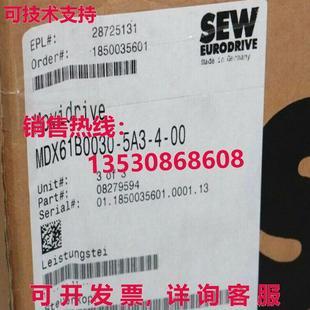 可技术支持
EPL#: 28725131
Order#: 1850035601
SEW
EURODRIVE
Made in Germany
销售热线:
MDX61B0030-5A3-4-00
13530868608
Unit#: 3 of 3
Part#: 08279594
Serial#: 01.1850035601.0001.13
Leistungstei
可开发票,详询客服